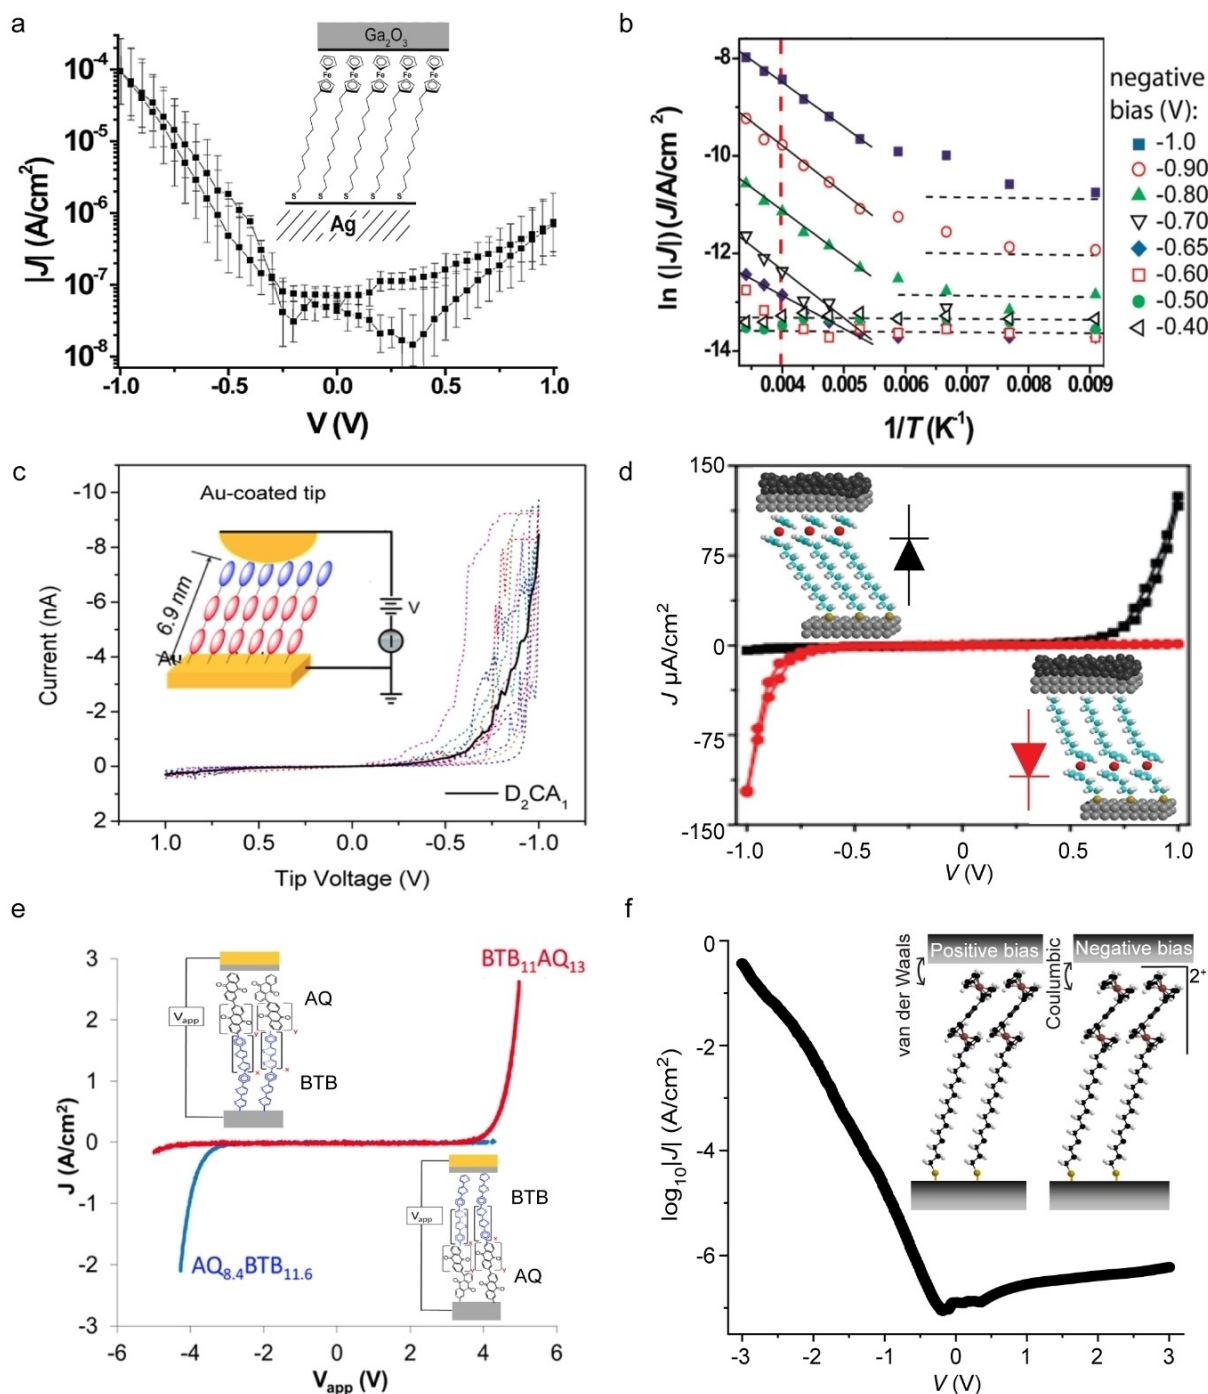 a
|J| (A/cm2)
10⁻⁴
10⁻⁵
10⁻⁶
10⁻⁷
10⁻⁸
-1.0 -0.5 0.0 0.5 1.0
V (V)
Ga₂O₃
Fe Fe Fe Fe Fe
S S S S S
Ag
b
ln (|J|) (J/A/cm²)
-8
-10
-12
-14
0.004 0.005 0.006 0.007 0.008 0.009
1/T (K⁻¹)
negative
bias (V):
-1.0
-0.90
-0.80
-0.70
-0.65
-0.60
-0.50
-0.40
c
Current (nA)
-10
-8
-6
-4
-2
0
2
1.0 0.5 0.0 -0.5 -1.0
Tip Voltage (V)
Au-coated tip
6.9 nm
Au
V
I
D₂CA₁
d
J µA/cm²
150
75
0
-75
-150
-1.0 -0.5 0 0.5 1.0
V (V)
e
J (A/cm²)
3
2
1
0
-1
-2
-3
-6 -4 -2 0 2 4 6
V_app (V)
BTB₁₁AQ₁₃
AQ
V_app
BTB
AQ₈.₄BTB₁₁.₆
BTB
V_app
AQ
f
log₁₀|J| (A/cm²)
0
-2
-4
-6
-3 -2 -1 0 1 2 3
V (V)
van der Waals
Positive bias
Coulumbic
Negative bias
2+